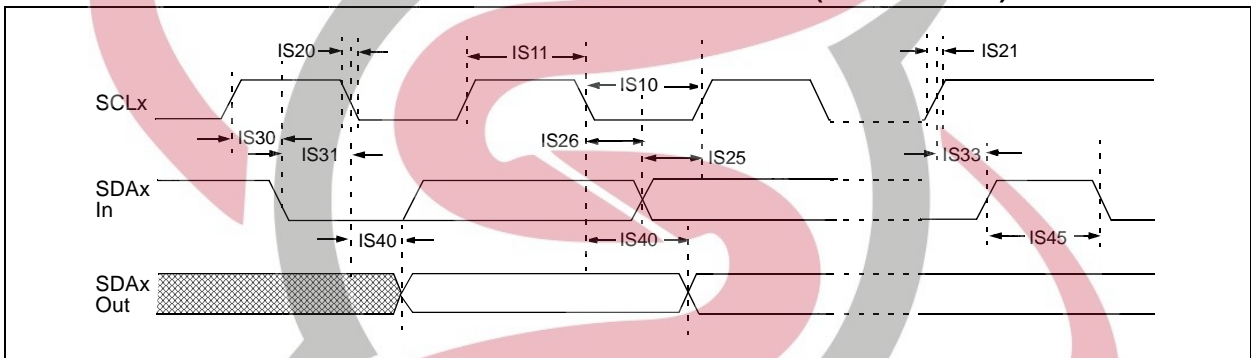 IS20
IS11
IS21
IS10
SCLx
IS30
IS26
IS31
IS25
IS33
SDAx
In
IS40
IS40
IS45
SDAx
Out